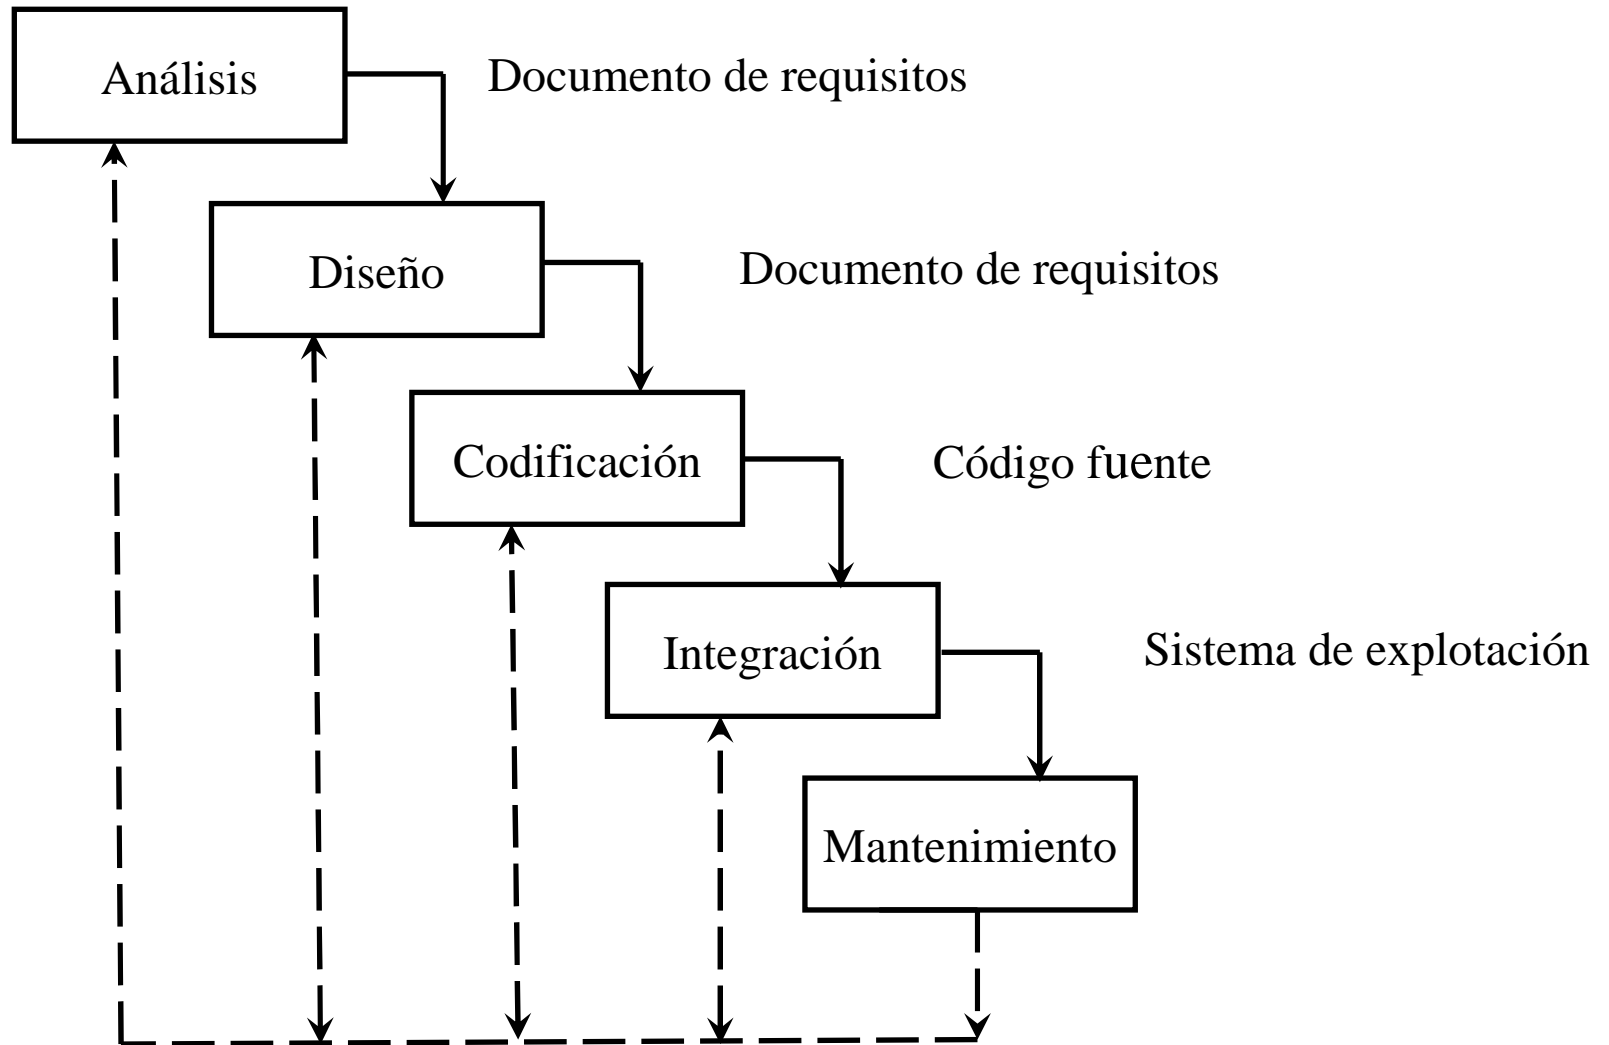 Análisis
Documento de requisitos
Diseño
Documento de requisitos
Codificación
Código fuente
Integración
Sistema de explotación
Mantenimiento